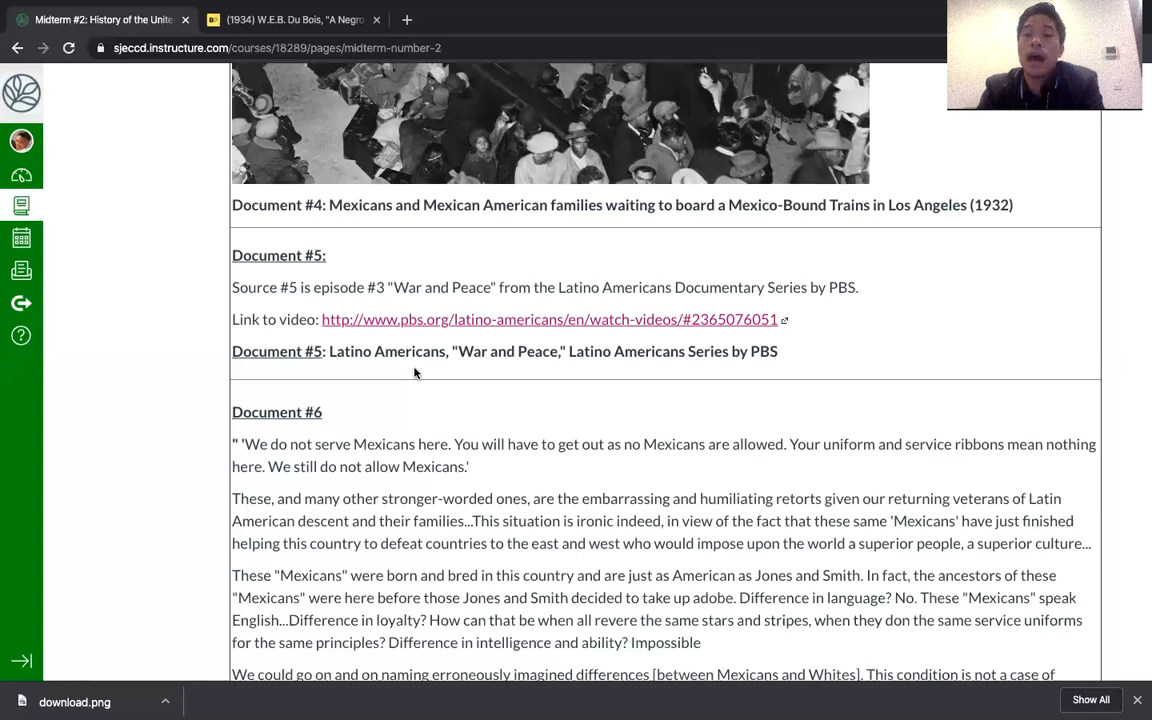 Midterm #2: History of the Unite
(1934) W.E.B. Du Bois, "A Negro
sjeccd.instructure.com/courses/18289/pages/midterm-number-2
Document #4: Mexicans and Mexican American families waiting to board a Mexico-Bound Trains in Los Angeles (1932)
Document #5:
Source #5 is episode #3 "War and Peace" from the Latino Americans Documentary Series by PBS.
Link to video: http://www.pbs.org/latino-americans/en/watch-videos/#2365076051
Document #5: Latino Americans, "War and Peace," Latino Americans Series by PBS
Document #6
" 'We do not serve Mexicans here. You will have to get out as no Mexicans are allowed. Your uniform and service ribbons mean nothing
here. We still do not allow Mexicans.'
These, and many other stronger-worded ones, are the embarrassing and humiliating retorts given our returning veterans of Latin
American descent and their families...This situation is ironic indeed, in view of the fact that these same 'Mexicans' have just finished
helping this country to defeat countries to the east and west who would impose upon the world a superior people, a superior culture...
These "Mexicans" were born and bred in this country and are just as American as Jones and Smith. In fact, the ancestors of these
"Mexicans" were here before those Jones and Smith decided to take up adobe. Difference in language? No. These "Mexicans" speak
English...Difference in loyalty? How can that be when all revere the same stars and stripes, when they don the same service uniforms
for the same principles? Difference in intelligence and ability? Impossible
We could go on and on naming erroneously imagined differences [between Mexicans and Whites]. This condition is not a case of
download.png
Show All